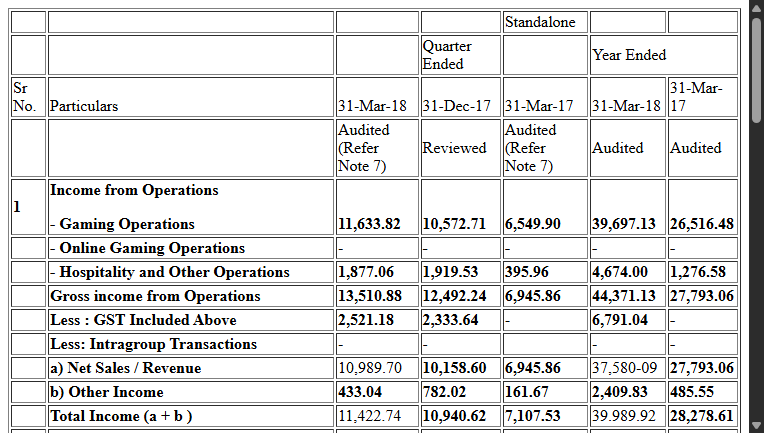 Standalone
Quarter Ended Year Ended
Sr No. Particulars 31-Mar-18 31-Dec-17 31-Mar-17 31-Mar-18 31-Mar-17
Audited (Refer Note 7) Reviewed Audited (Refer Note 7) Audited Audited
1 Income from Operations
- Gaming Operations 11,633.82 10,572.71 6,549.90 39,697.13 26,516.48
- Online Gaming Operations - - - - -
- Hospitality and Other Operations 1,877.06 1,919.53 395.96 4,674.00 1,276.58
Gross income from Operations 13,510.88 12,492.24 6,945.86 44,371.13 27,793.06
Less : GST Included Above 2,521.18 2,333.64 - 6,791.04 -
Less: Intragroup Transactions - - - - -
a) Net Sales / Revenue 10,989.70 10,158.60 6,945.86 37,580-09 27,793.06
b) Other Income 433.04 782.02 161.67 2,409.83 485.55
Total Income (a + b ) 11,422.74 10,940.62 7,107.53 39.989.92 28,278.61